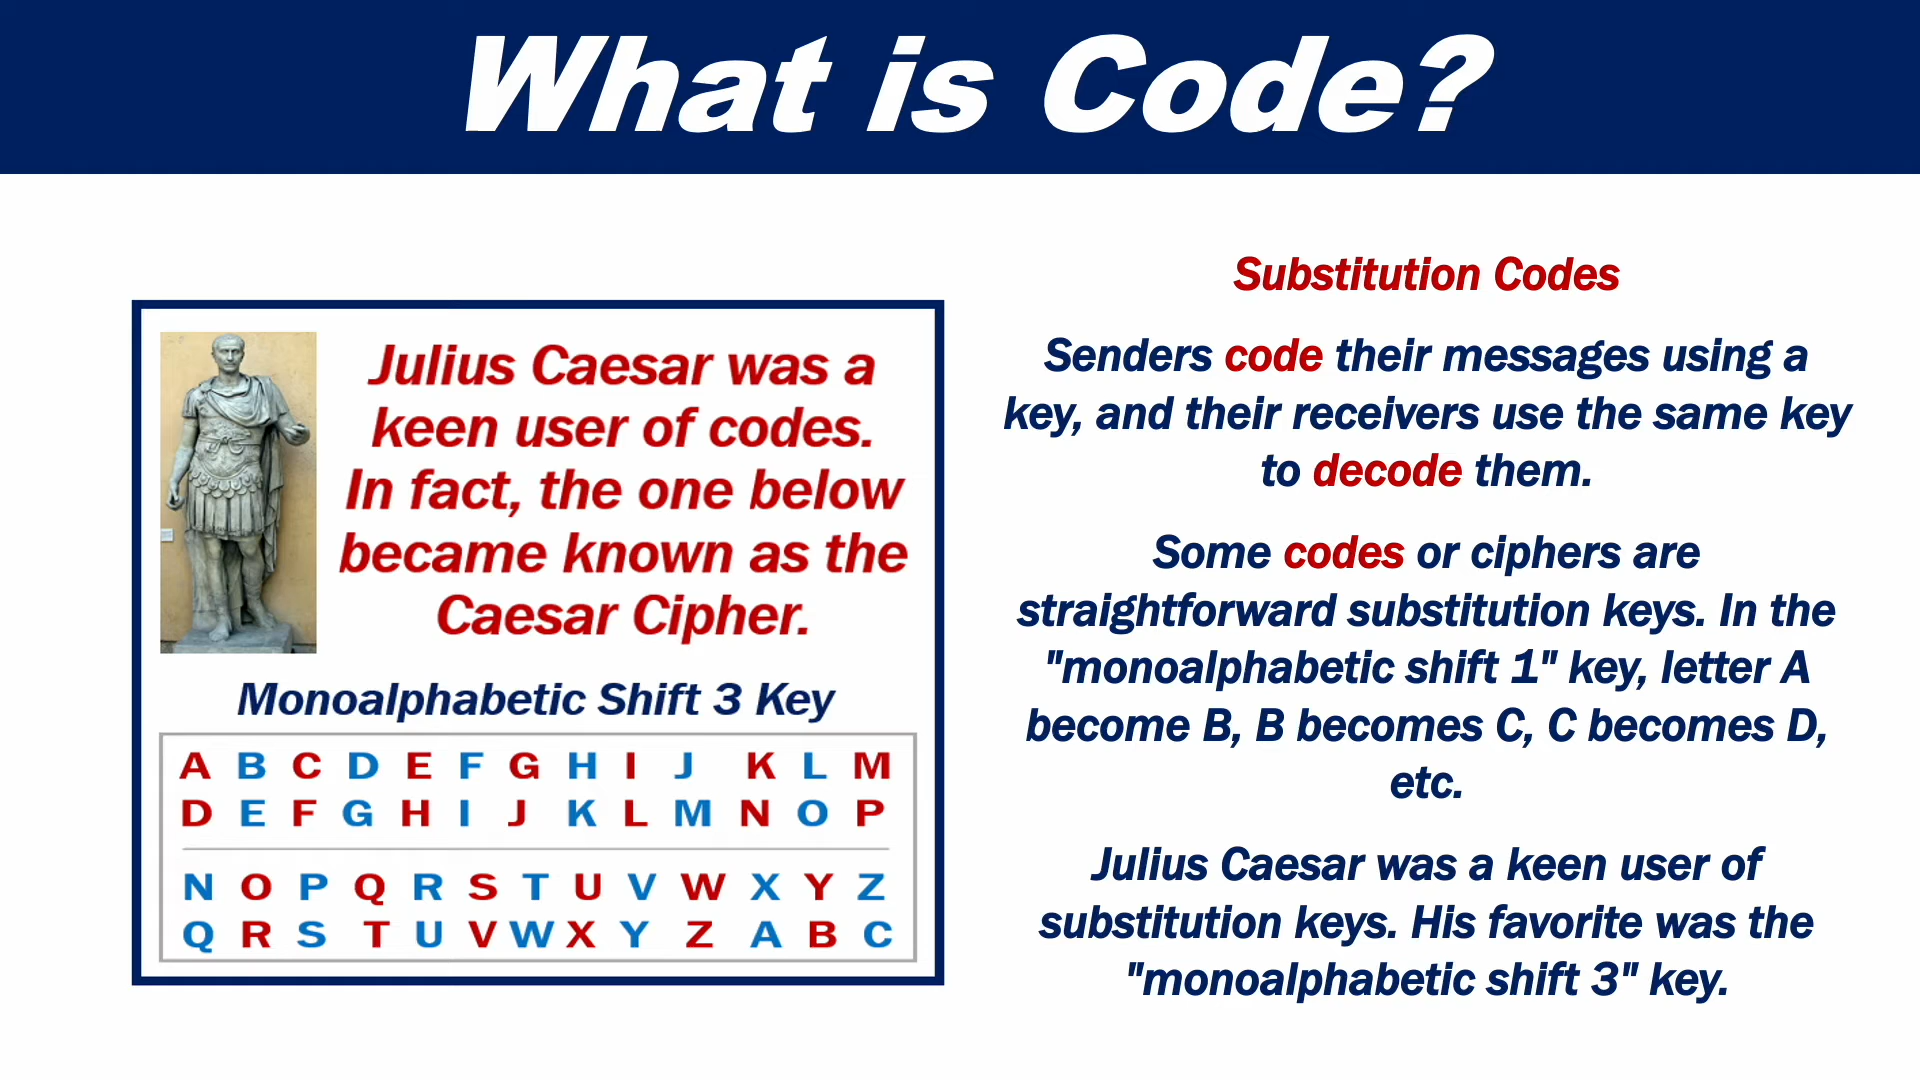 What is Code?
Julius Caesar was a
keen user of codes.
In fact, the one below
became known as the
Caesar Cipher.
Monoalphabetic Shift 3 Key
A B C D E F G H I J K L M
D E F G H I J K L M N O P
N O P Q R S T U V W X Y Z
Q R S T U V W X Y Z A B C
Substitution Codes
Senders code their messages using a
key, and their receivers use the same key
to decode them.
Some codes or ciphers are
straightforward substitution keys. In the
"monoalphabetic shift 1" key, letter A
become B, B becomes C, C becomes D,
etc.
Julius Caesar was a keen user of
substitution keys. His favorite was the
"monoalphabetic shift 3" key.